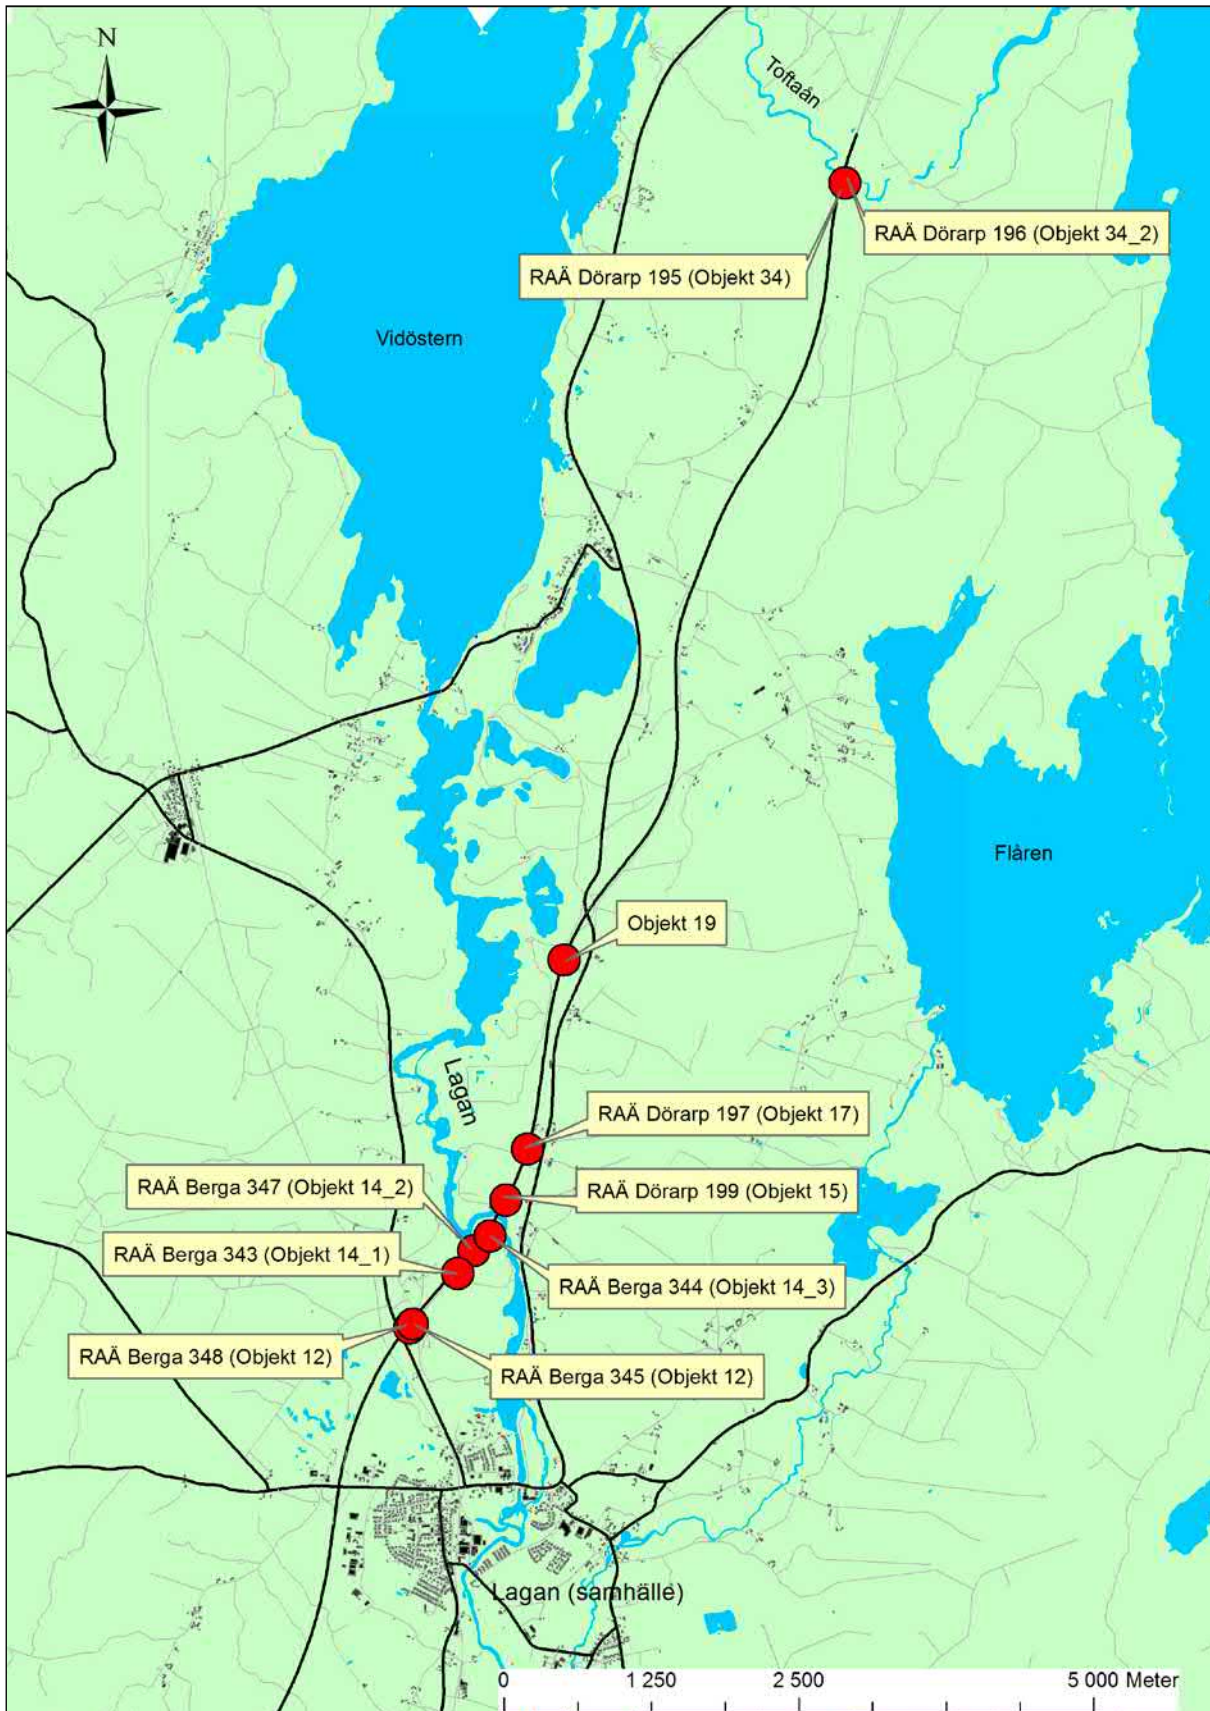 N
Toftaån
RAÄ Dörarp 196 (Objekt 34_2)
RAÄ Dörarp 195 (Objekt 34)
Vidöstern
Flåren
Objekt 19
Lagan
RAÄ Dörarp 197 (Objekt 17)
RAÄ Berga 347 (Objekt 14_2)
RAÄ Dörarp 199 (Objekt 15)
RAÄ Berga 343 (Objekt 14_1)
RAÄ Berga 344 (Objekt 14_3)
RAÄ Berga 348 (Objekt 12)
RAÄ Berga 345 (Objekt 12)
Lagan (samhälle)
0 1 250 2 500 5 000 Meter